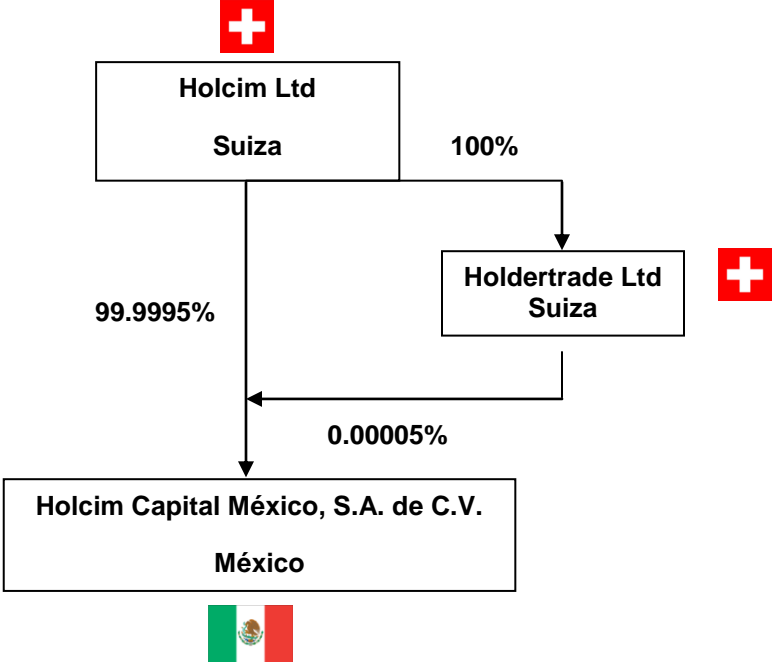 Holcim Ltd
Suiza
100%
Holdertrade Ltd
Suiza
99.9995%
0.00005%
Holcim Capital México, S.A. de C.V.
México